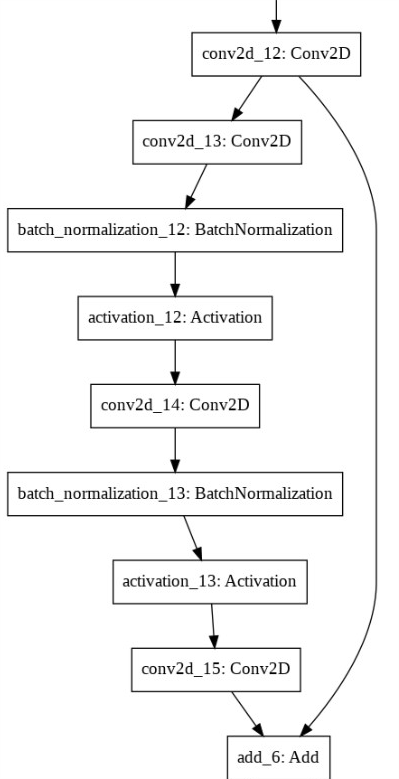 conv2d_12: Conv2D
conv2d_13: Conv2D
batch_normalization_12: BatchNormalization
activation_12: Activation
conv2d_14: Conv2D
batch_normalization_13: BatchNormalization
activation_13: Activation
conv2d_15: Conv2D
add_6: Add